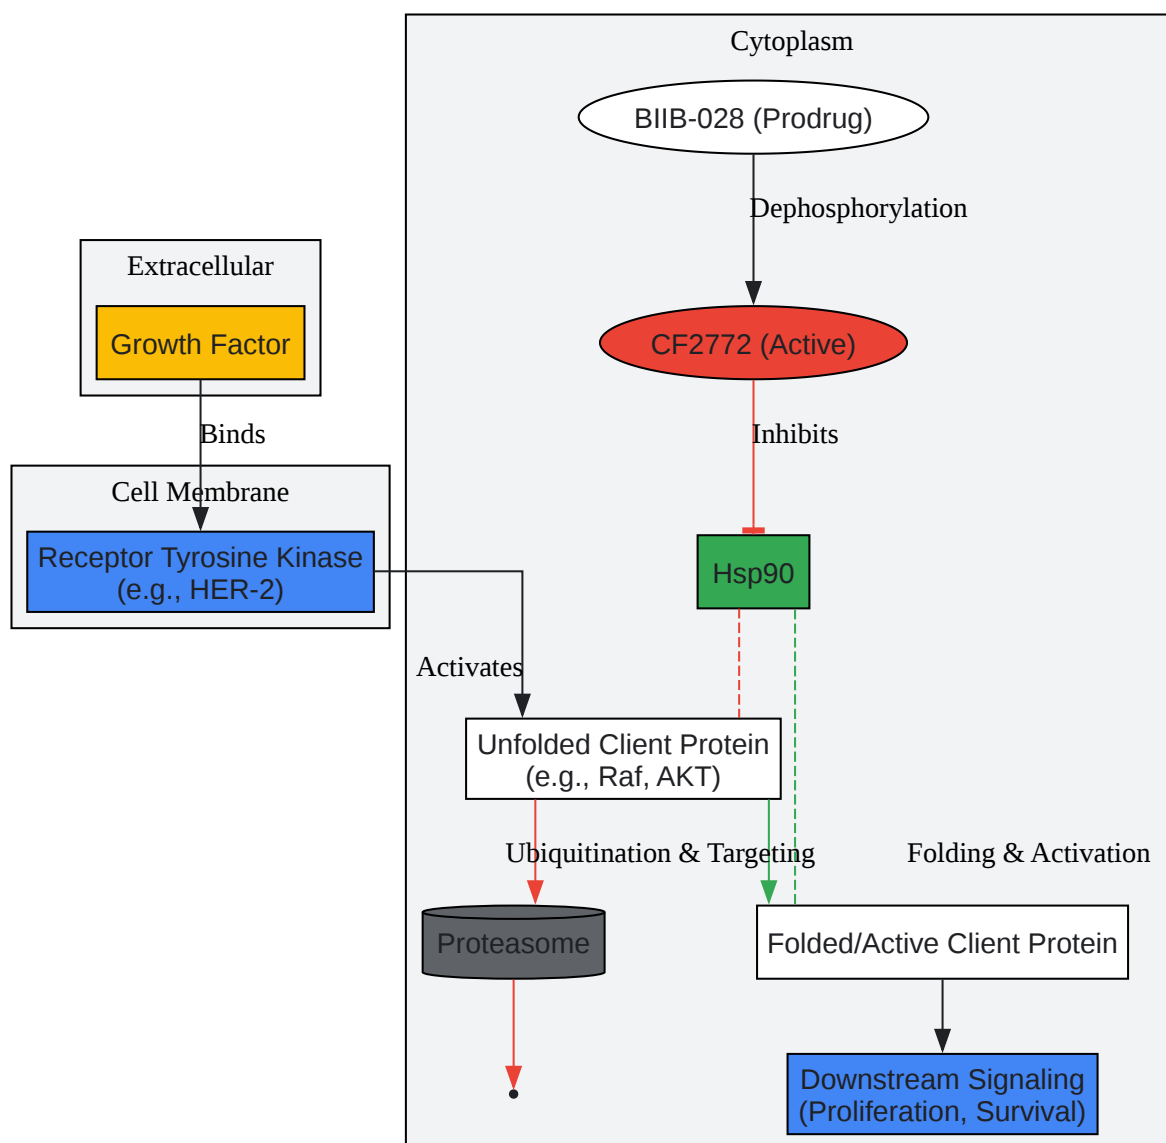 Cytoplasm
BIIB-028 (Prodrug)
Dephosphorylation
Extracellular
Growth Factor
CF2772 (Active)
Binds
Inhibits
Cell Membrane
Receptor Tyrosine Kinase
(e.g., HER-2)
Hsp90
Activates
Unfolded Client Protein
(e.g., Raf, AKT)
Ubiquitination & Targeting
Folding & Activation
Proteasome
Folded/Active Client Protein
Downstream Signaling
(Proliferation, Survival)